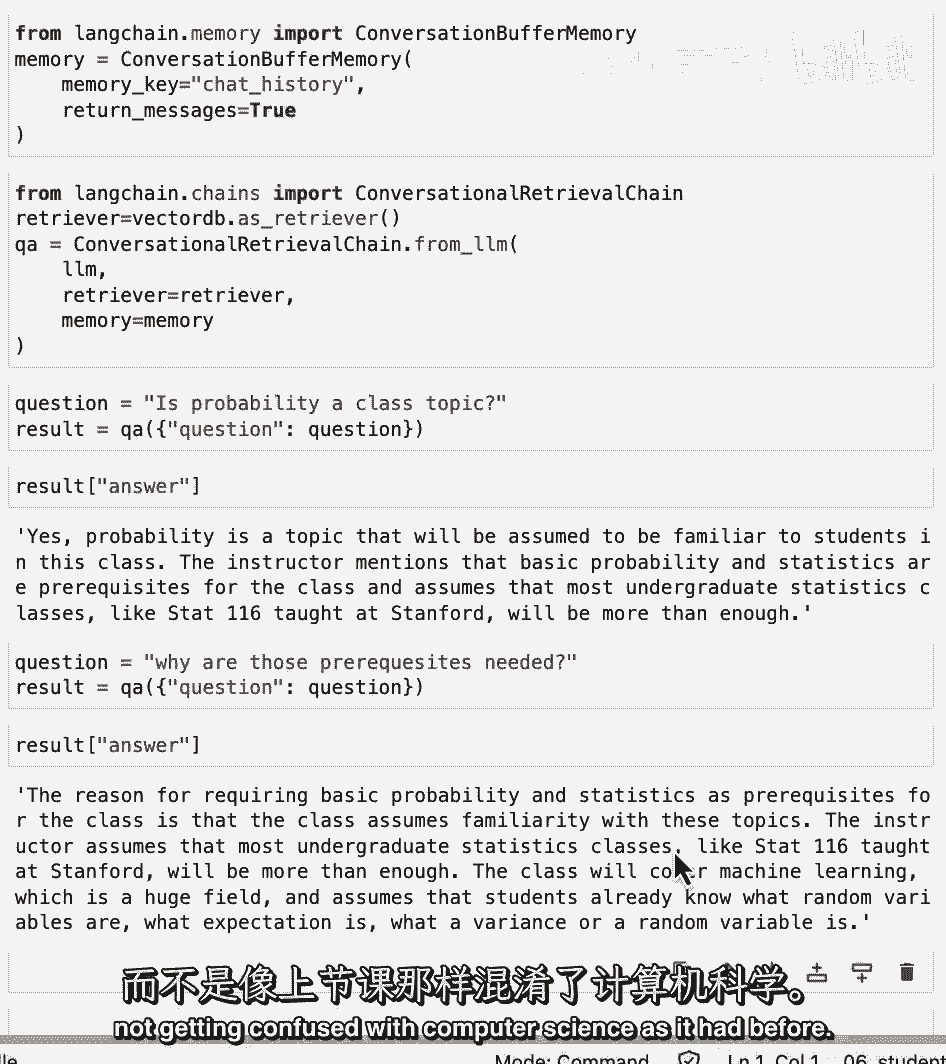 from langchain.memory import ConversationBufferMemory
memory = ConversationBufferMemory(
    memory_key="chat_history",
    return_messages=True
)
from langchain.chains import ConversationalRetrievalChain
retriever=vectordb.as_retriever()
qa = ConversationalRetrievalChain.from_llm(
    llm,
    retriever=retriever,
    memory=memory
)
question = "Is probability a class topic?"
result = qa({"question": question})
result["answer"]
'Yes, probability is a topic that will be assumed to be familiar to students i
n this class. The instructor mentions that basic probability and statistics ar
e prerequisites for the class and assumes that most undergraduate statistics c
lasses, like Stat 116 taught at Stanford, will be more than enough.'
question = "why are those prerequesites needed?"
result = qa({"question": question})
result["answer"]
'The reason for requiring basic probability and statistics as prerequisites fo
r the class is that the class assumes familiarity with these topics. The instr
uctor assumes that most undergraduate statistics classes, like Stat 116 taught
at Stanford, will be more than enough. The class will cover machine learning,
which is a huge field, and assumes that students already know what random vari
ables are, what expectation is, what a variance or a random variable is.'
而不是像上节课那样混淆了计算机科学。
not getting confused with computer science as it had before.
Mode: Command Ln 1, Col 1 06_student